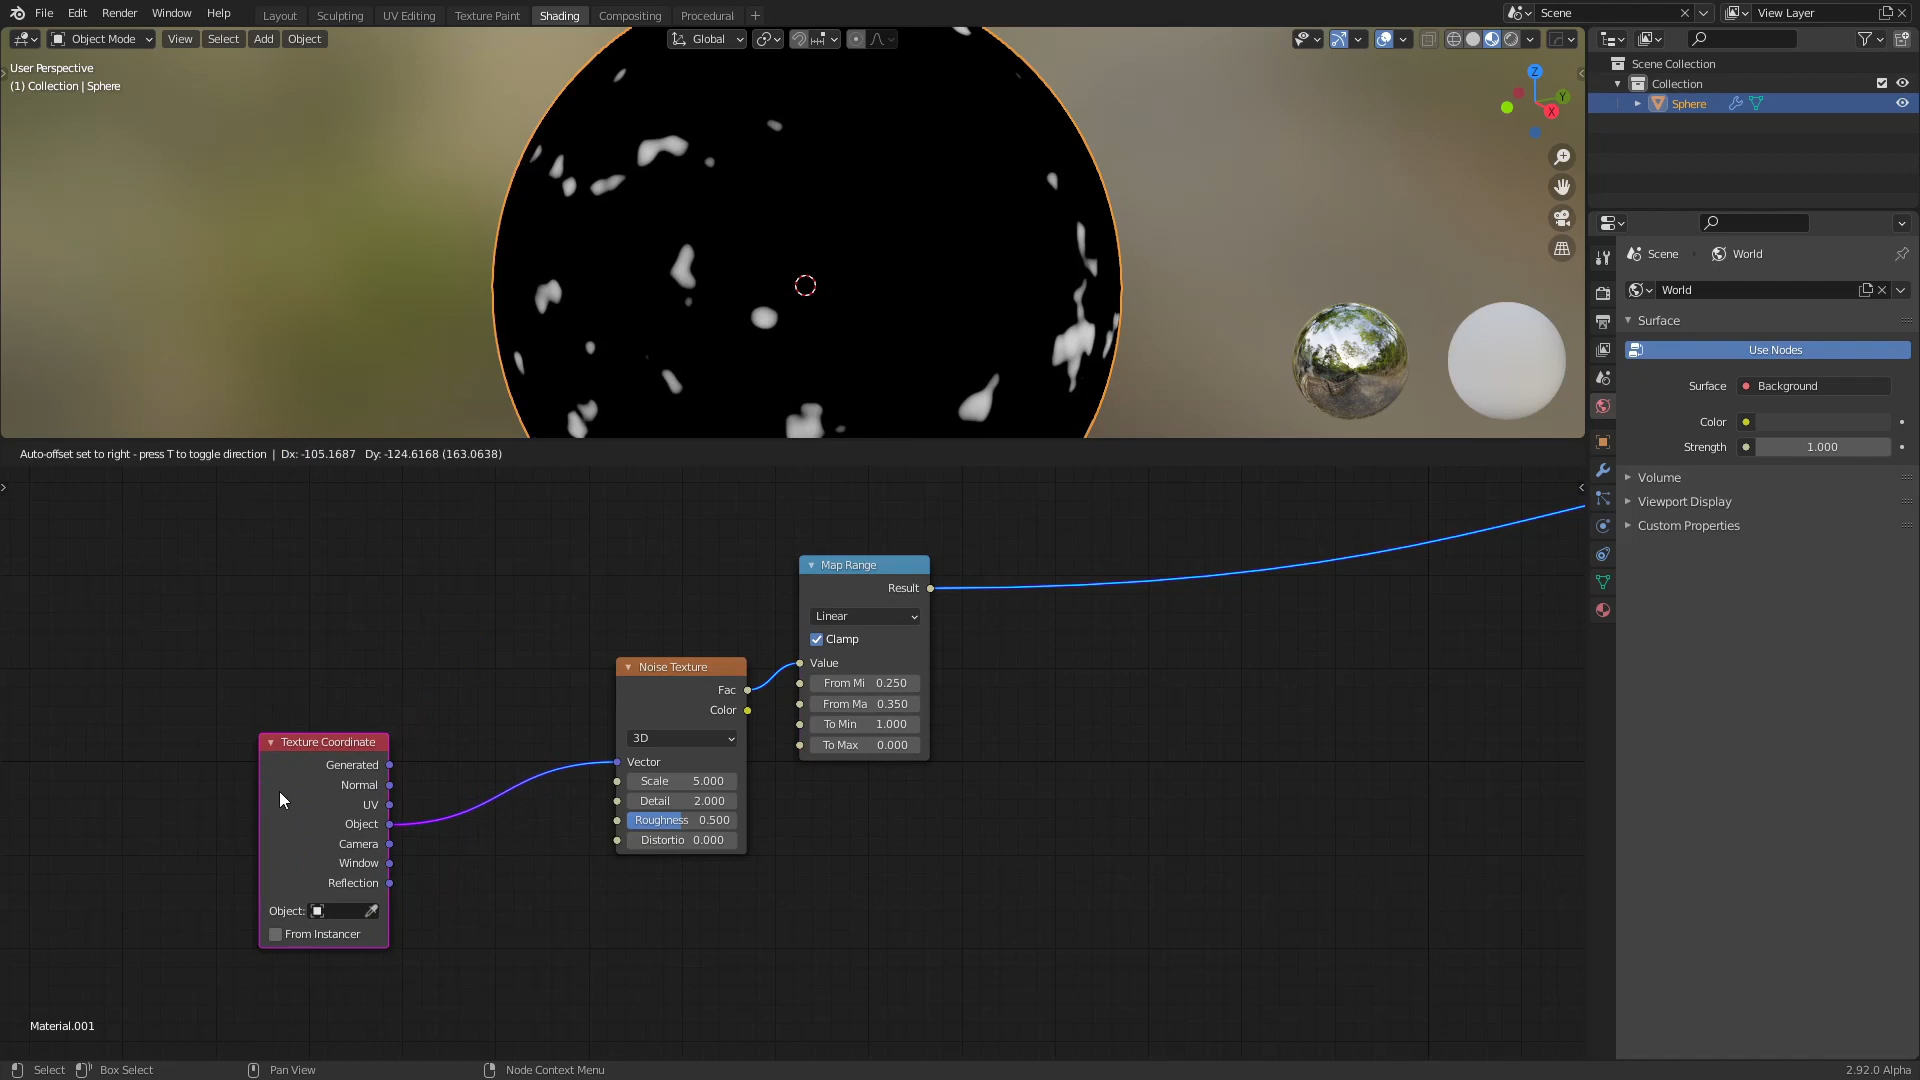 File Edit Render Window Help
Layout Sculpting UV Editing Texture Paint Shading Compositing Procedural +
Scene
View Layer
Object Mode View Select Add Object
Global
User Perspective
(1) Collection | Sphere
Z
Y
X
Scene Collection
Collection
Sphere
Scene World
World
Surface
Use Nodes
Surface Background
Color
Strength 1.000
Volume
Viewport Display
Custom Properties
Auto-offset set to right - press T to toggle direction | Dx: -105.1687 Dy: -124.6168 (163.0638)
Map Range
Result
Linear
Clamp
Value
From Mi 0.250
From Ma 0.350
To Min 1.000
To Max 0.000
Noise Texture
Fac
Color
3D
Vector
Scale 5.000
Detail 2.000
Roughness 0.500
Distortio 0.000
Texture Coordinate
Generated
Normal
UV
Object
Camera
Window
Reflection
Object:
From Instancer
Material.001
Select Box Select Pan View Node Context Menu
2.92.0 Alpha